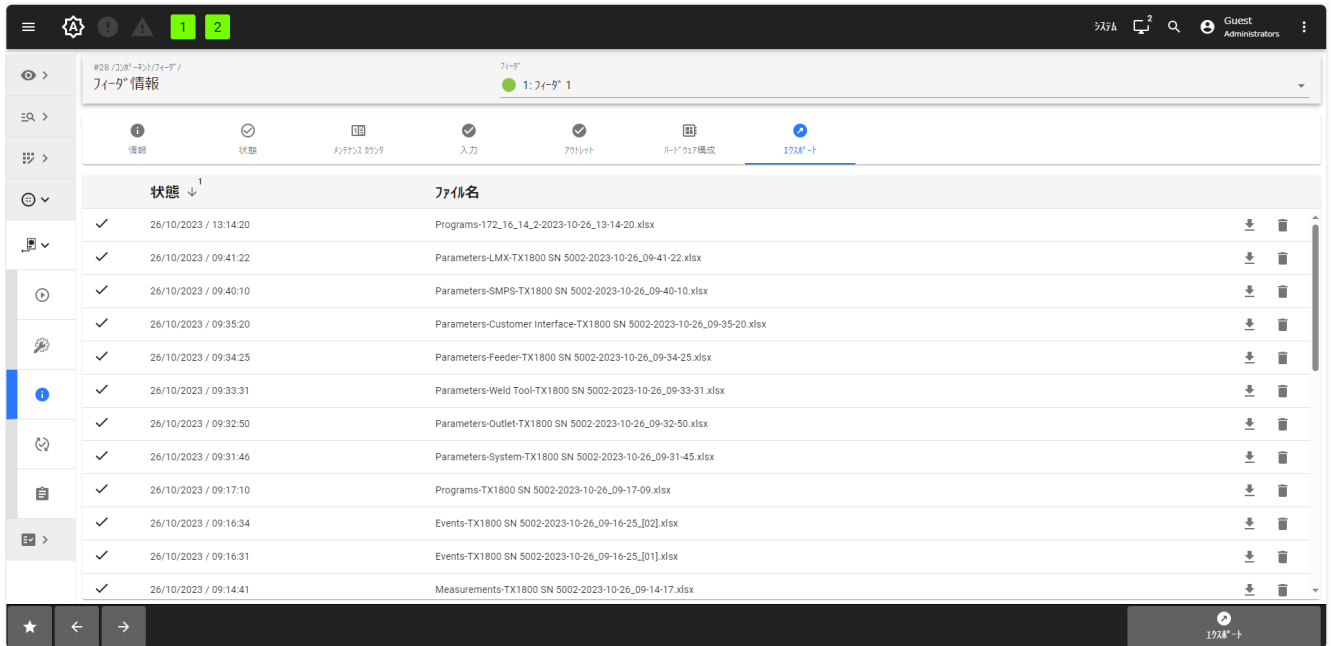 1 2 システム 2 Guest
Administrators
#28 /ｺﾝﾎﾟｰﾈﾝﾄ/ﾌｨｰﾀﾞ/
ﾌｨｰﾀﾞ情報
ﾌｨｰﾀﾞ
1: ﾌｨｰﾀﾞ 1
情報 状態 ﾒﾝﾃﾅﾝｽ ｶｳﾝﾀ 入力 ｱｳﾄﾚｯﾄ ﾊｰﾄﾞｳｪｱ構成 ｴｸｽﾎﾟｰﾄ
状態 1 ﾌｧｲﾙ名
26/10/2023 / 13:14:20 Programs-172_16_14_2-2023-10-26_13-14-20.xlsx
26/10/2023 / 09:41:22 Parameters-LMX-TX1800 SN 5002-2023-10-26_09-41-22.xlsx
26/10/2023 / 09:40:10 Parameters-SMPS-TX1800 SN 5002-2023-10-26_09-40-10.xlsx
26/10/2023 / 09:35:20 Parameters-Customer Interface-TX1800 SN 5002-2023-10-26_09-35-20.xlsx
26/10/2023 / 09:34:25 Parameters-Feeder-TX1800 SN 5002-2023-10-26_09-34-25.xlsx
26/10/2023 / 09:33:31 Parameters-Weld Tool-TX1800 SN 5002-2023-10-26_09-33-31.xlsx
26/10/2023 / 09:32:50 Parameters-Outlet-TX1800 SN 5002-2023-10-26_09-32-50.xlsx
26/10/2023 / 09:31:46 Parameters-System-TX1800 SN 5002-2023-10-26_09-31-45.xlsx
26/10/2023 / 09:17:10 Programs-TX1800 SN 5002-2023-10-26_09-17-09.xlsx
26/10/2023 / 09:16:34 Events-TX1800 SN 5002-2023-10-26_09-16-25_[02].xlsx
26/10/2023 / 09:16:31 Events-TX1800 SN 5002-2023-10-26_09-16-25_[01].xlsx
26/10/2023 / 09:14:41 Measurements-TX1800 SN 5002-2023-10-26_09-14-17.xlsx
ｴｸｽﾎﾟｰﾄ